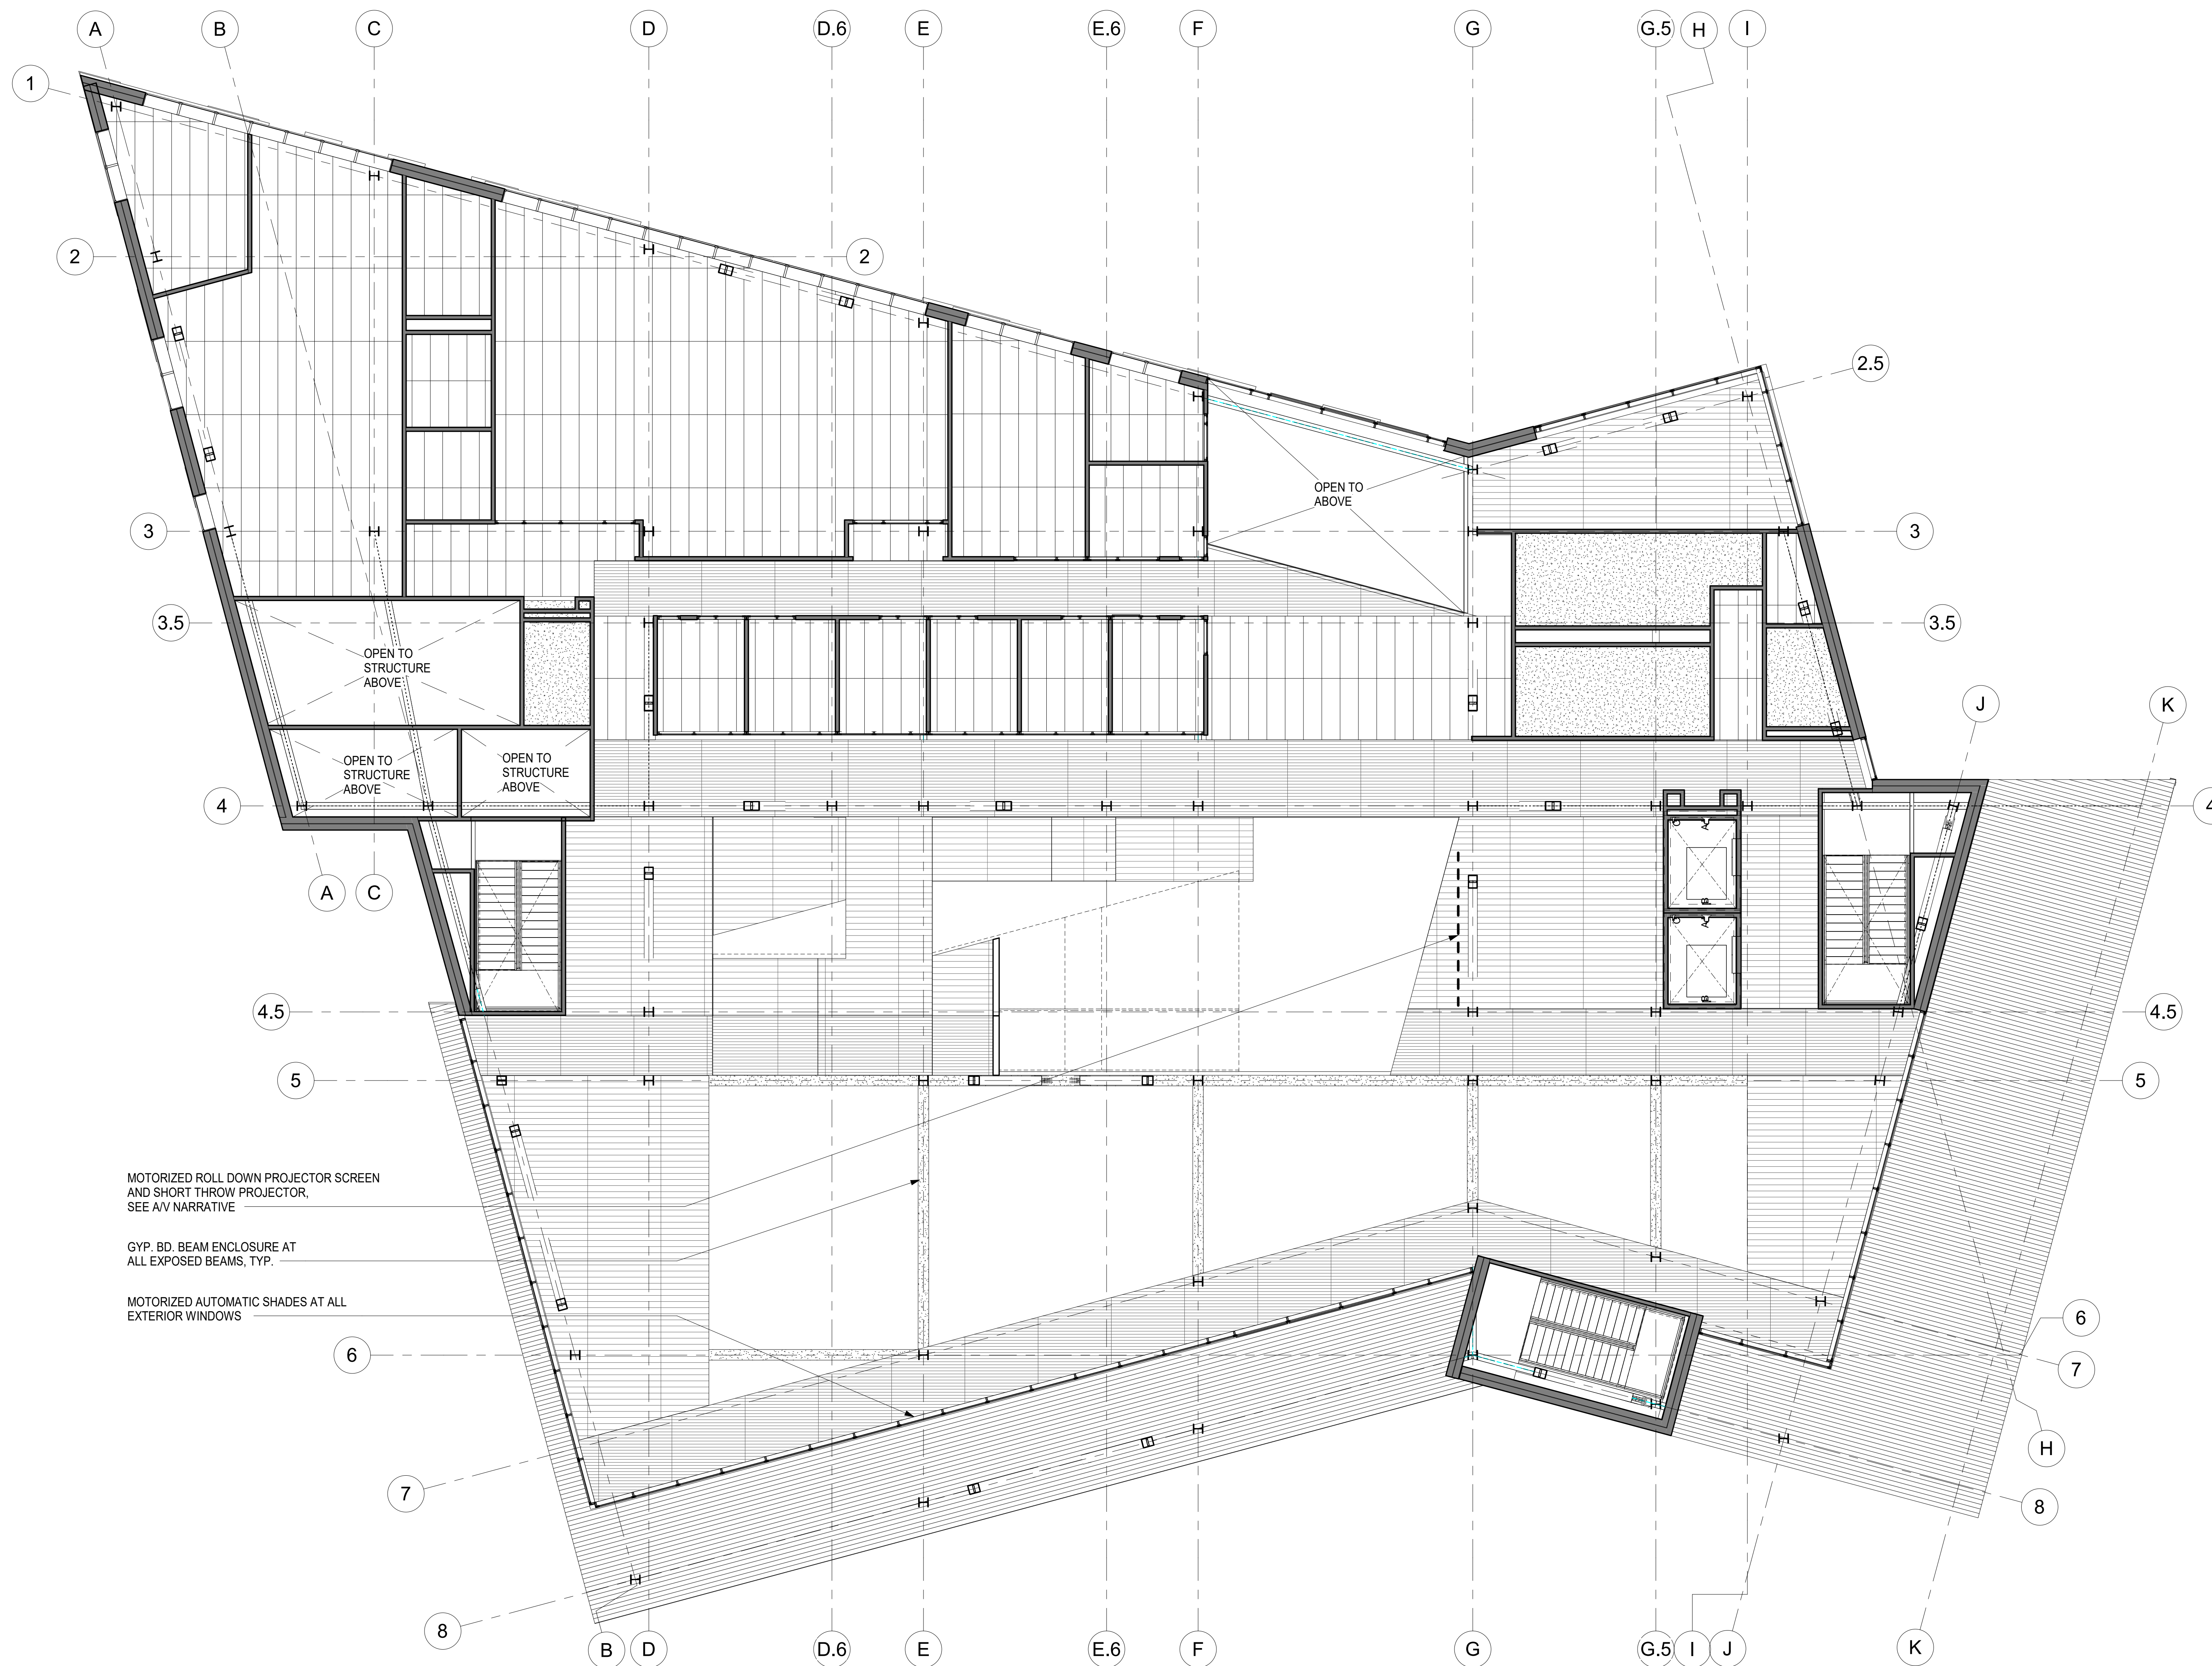 A
B
C
D
D.6
E
E.6
F
G
G.5
H
I
1
2
2
2.5
3
3
OPEN TO
ABOVE
3.5
3.5
OPEN TO
STRUCTURE
ABOVE
OPEN TO
STRUCTURE
ABOVE
OPEN TO
STRUCTURE
ABOVE
J
K
4
4
A
C
4.5
4.5
5
5
MOTORIZED ROLL DOWN PROJECTOR SCREEN
AND SHORT THROW PROJECTOR,
SEE A/V NARRATIVE
GYP. BD. BEAM ENCLOSURE AT
ALL EXPOSED BEAMS, TYP.
MOTORIZED AUTOMATIC SHADES AT ALL
EXTERIOR WINDOWS
6
6
7
7
H
8
8
B
D
D.6
E
E.6
F
G
G.5
I
J
K